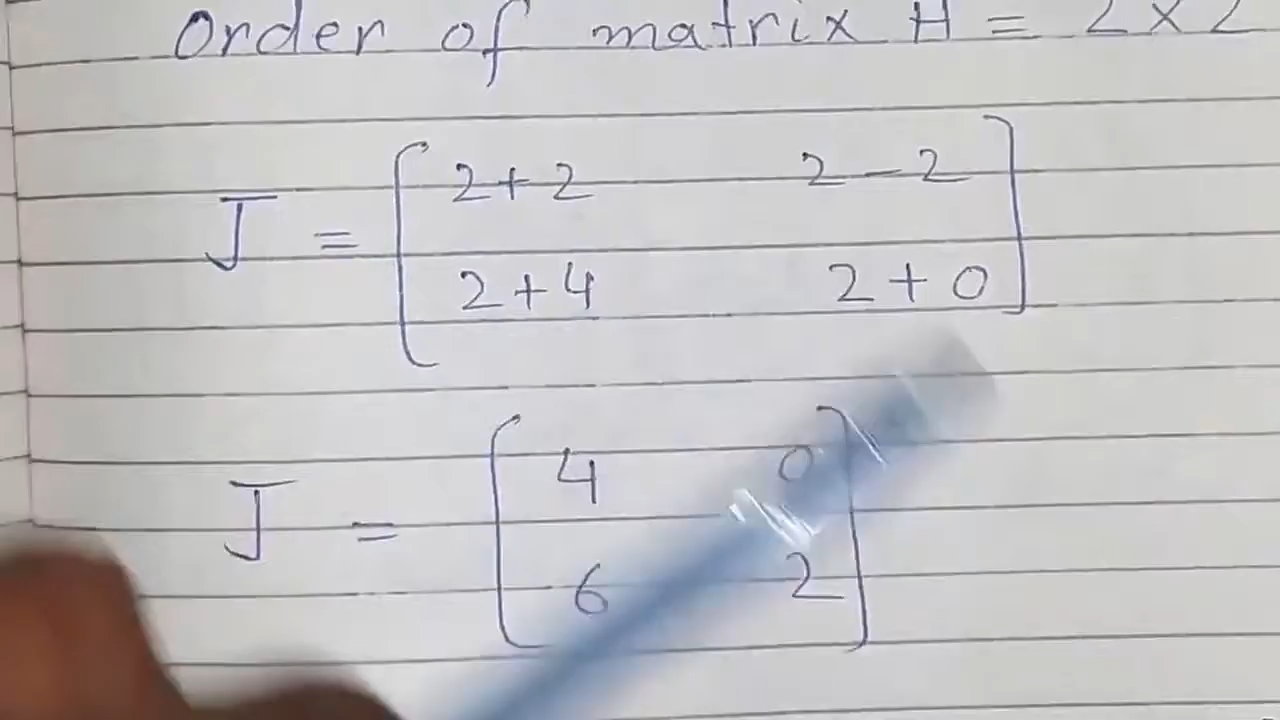 Order of matrix H = 2×2
J = [ 2+2 2-2
2+4 2+0 ]
J = [ 4 0
6 2 ]